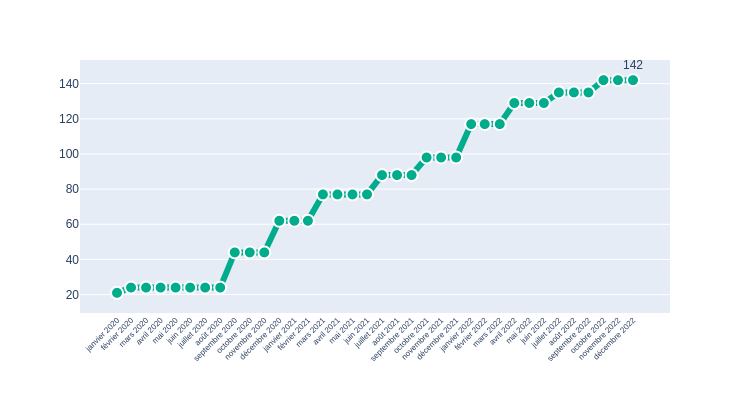 142
140
120
100
80
60
40
20
janvier 2020
février 2020
mars 2020
avril 2020
mai 2020
juin 2020
juillet 2020
août 2020
septembre 2020
octobre 2020
novembre 2020
décembre 2020
janvier 2021
février 2021
mars 2021
avril 2021
mai 2021
juin 2021
juillet 2021
août 2021
septembre 2021
octobre 2021
novembre 2021
décembre 2021
janvier 2022
février 2022
mars 2022
avril 2022
mai 2022
juin 2022
juillet 2022
août 2022
septembre 2022
octobre 2022
novembre 2022
décembre 2022